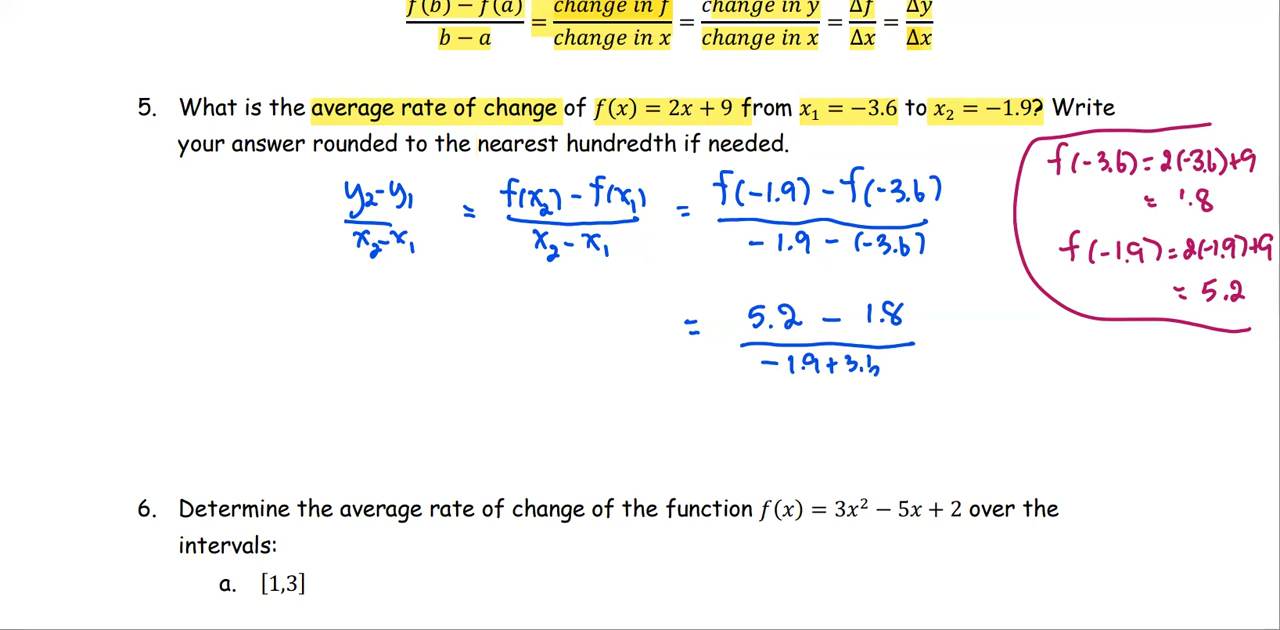 f(b) − f(a) / b − a = change in f / change in x = change in y / change in x = Δf / Δx = Δy / Δx
5. What is the average rate of change of f(x) = 2x + 9 from x₁ = −3.6 to x₂ = −1.9? Write
your answer rounded to the nearest hundredth if needed.
y₂-y₁ / x₂-x₁ = f(x₂) - f(x₁) / x₂ - x₁ = f(-1.9) - f(-3.6) / -1.9 - (-3.6)
= 5.2 - 1.8 / -1.9+3.6
f(-3.6) = 2(-3.6)+9
= 1.8
f(-1.9) = 2(-1.9)+9
= 5.2
6. Determine the average rate of change of the function f(x) = 3x² − 5x + 2 over the
intervals:
a. [1,3]